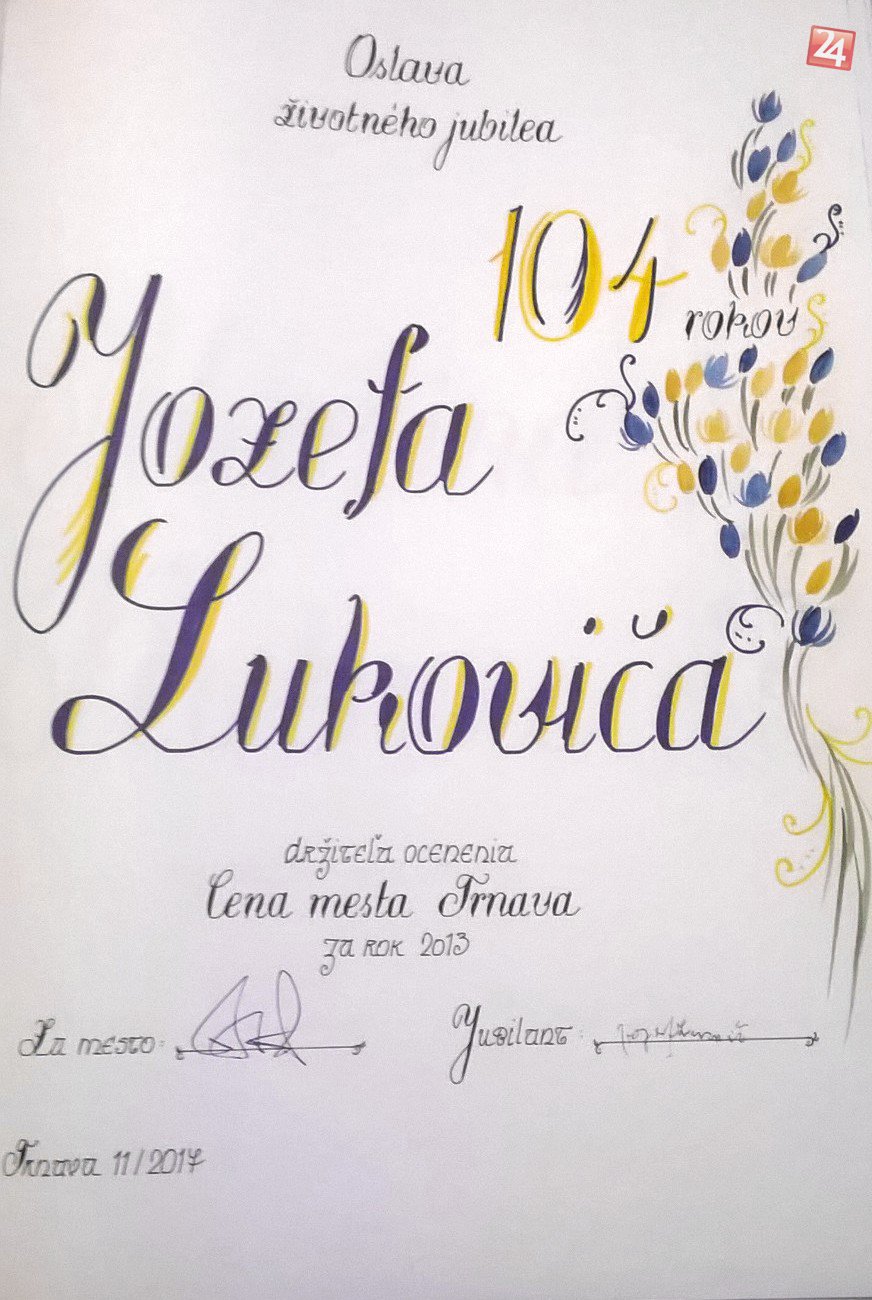 24
Oslava
životného jubilea
104
rokov
Jozefa
Lukoviča
držiteľa ocenenia
Cena mesta Trnava
za rok 2013
Za mesto:
Jubilant:
Trnava 11/2017